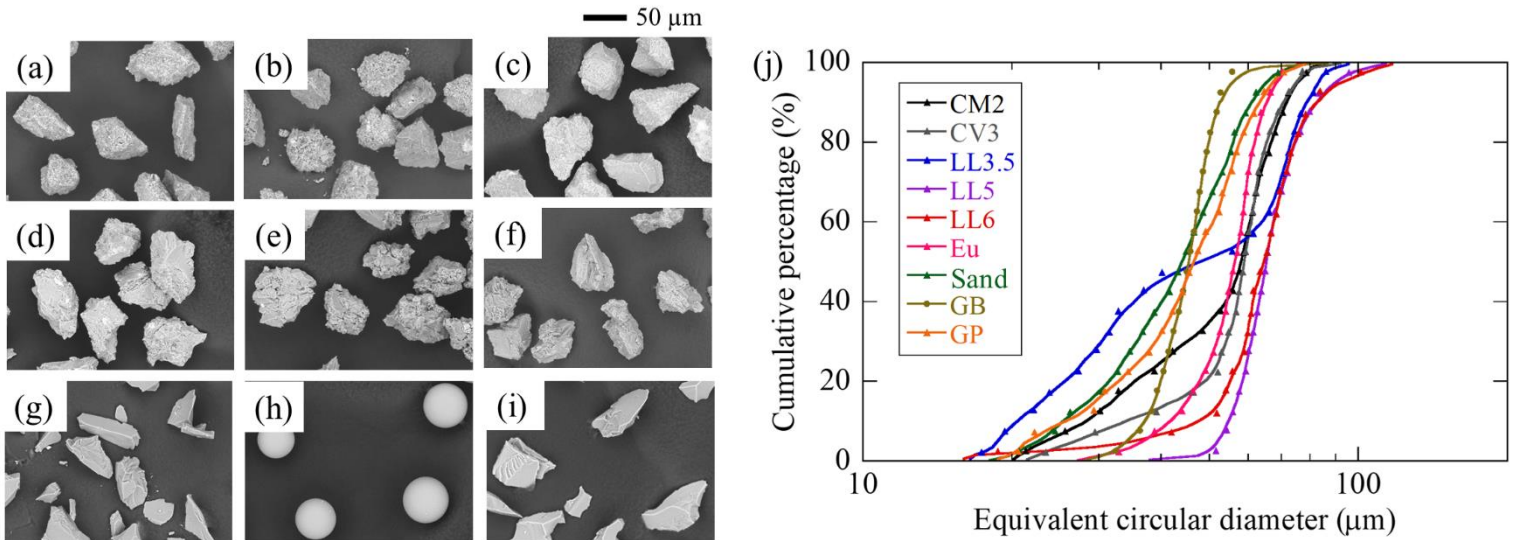 50 µm
(a)
(b)
(c)
(d)
(e)
(f)
(g)
(h)
(i)
(j)
Cumulative percentage (%)
100
80
60
40
20
0
CM2
CV3
LL3.5
LL5
LL6
Eu
Sand
GB
GP
10
100
Equivalent circular diameter (µm)